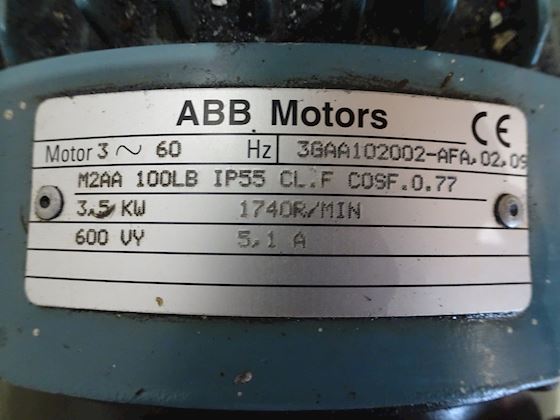 ABB Motors CE
Motor 3 ~ 60 Hz 3GAA102002-AFA.02.09
M2AA 100LB IP55 CL.F COSF.0.77
3.5 KW 1740R/MIN
600 VY 5,1 A